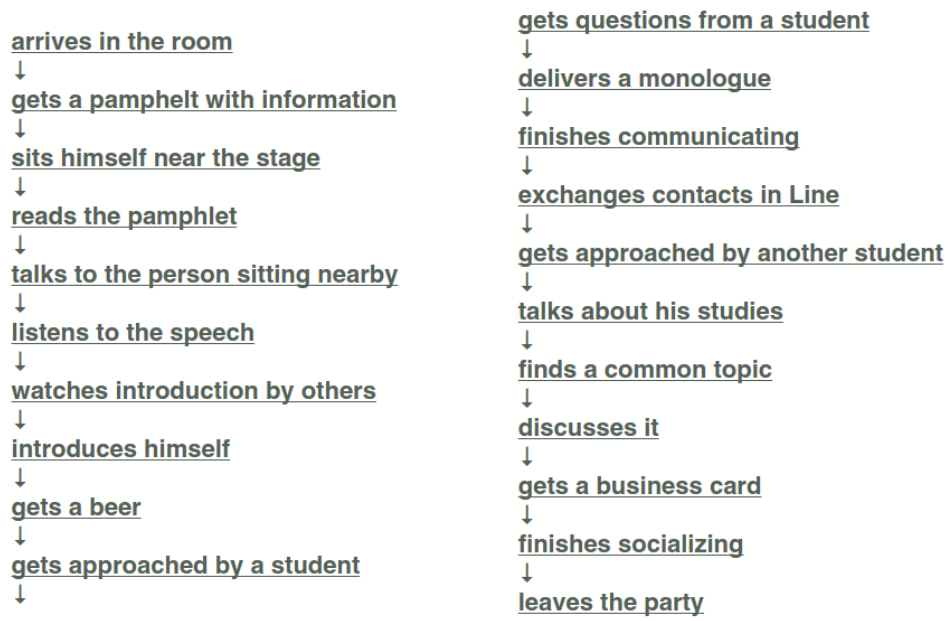 arrives in the room
↓
gets a pamphelt with information
↓
sits himself near the stage
↓
reads the pamphlet
↓
talks to the person sitting nearby
↓
listens to the speech
↓
watches introduction by others
↓
introduces himself
↓
gets a beer
↓
gets approached by a student
↓
gets questions from a student
↓
delivers a monologue
↓
finishes communicating
↓
exchanges contacts in Line
↓
gets approached by another student
↓
talks about his studies
↓
finds a common topic
↓
discusses it
↓
gets a business card
↓
finishes socializing
↓
leaves the party